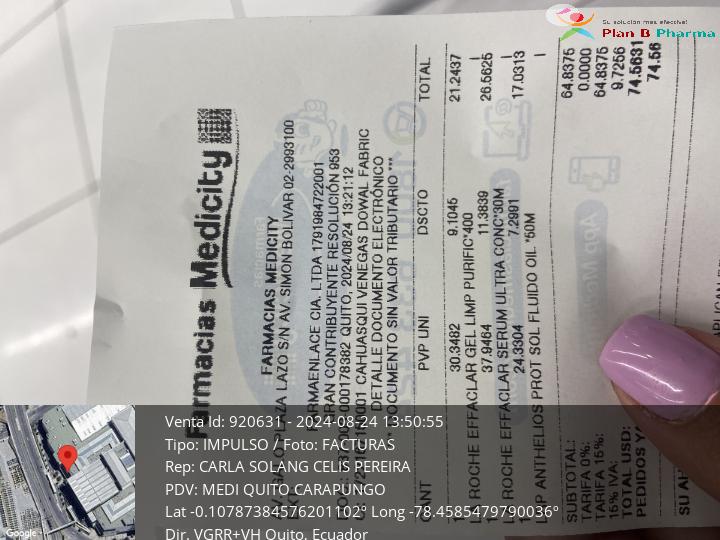 Su solución más efectiva!
Plan B Pharma
Farmacias Medicity
FARMACIAS MEDICITY
LAZO S/N AV. SIMON BOLIVAR 02-2993100
FARMAENLACE CIA. LTDA 1791984722001
GRAN CONTRIBUYENTE RESOLUCIÓN 953
000178382 QUITO, 2024/08/24 13:21:12
CAHUASQUI VENEGAS DOWAL FABRIC
DETALLE DOCUMENTO ELECTRÓNICO
DOCUMENTO SIN VALOR TRIBUTARIO ***
CANT PVP UNI DSCTO TOTAL
30.3482 9.1045 21.2437
ROCHE EFFACLAR GEL LIMP PURIFIC*400 |
37.9464 11.3839 26.5625
ROCHE EFFACLAR SERUM ULTRA CONC*30M |
24.3304 7.2991 17.0313
ANTHELIOS PROT SOL FLUIDO OIL *50M |
SUBTOTAL: 64.8375
TARIFA 0%: 0.0000
TARIFA 15%: 64.8375
15% IVA: 9.7256
TOTAL USD: 74.5631
PEDIDOS 74.56
SU
Venta Id: 920631 - 2024-08-24 13:50:55
Tipo: IMPULSO / Foto: FACTURAS
Rep: CARLA SOLANG CELIS PEREIRA
PDV: MEDI QUITO CARAPUNGO
Lat -0.10787384576201102° Long -78.4585479790036°
Dir. VGRR+VH Quito, Ecuador
Google